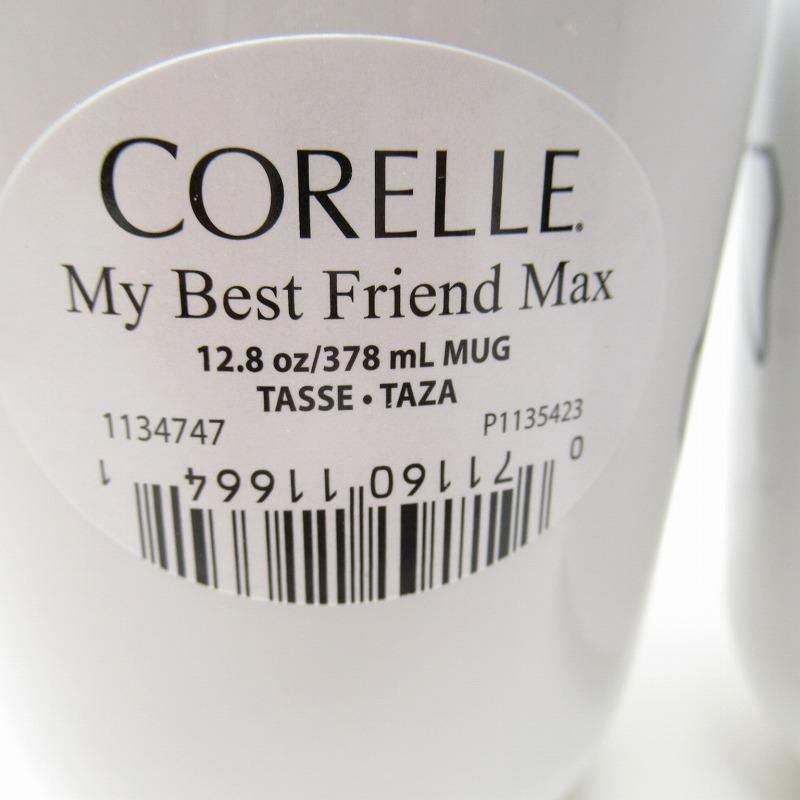 CORELLE®
My Best Friend Max
12.8 oz/378 mL MUG
TASSE • TAZA
1134747 P1135423
0 71160 11664 1